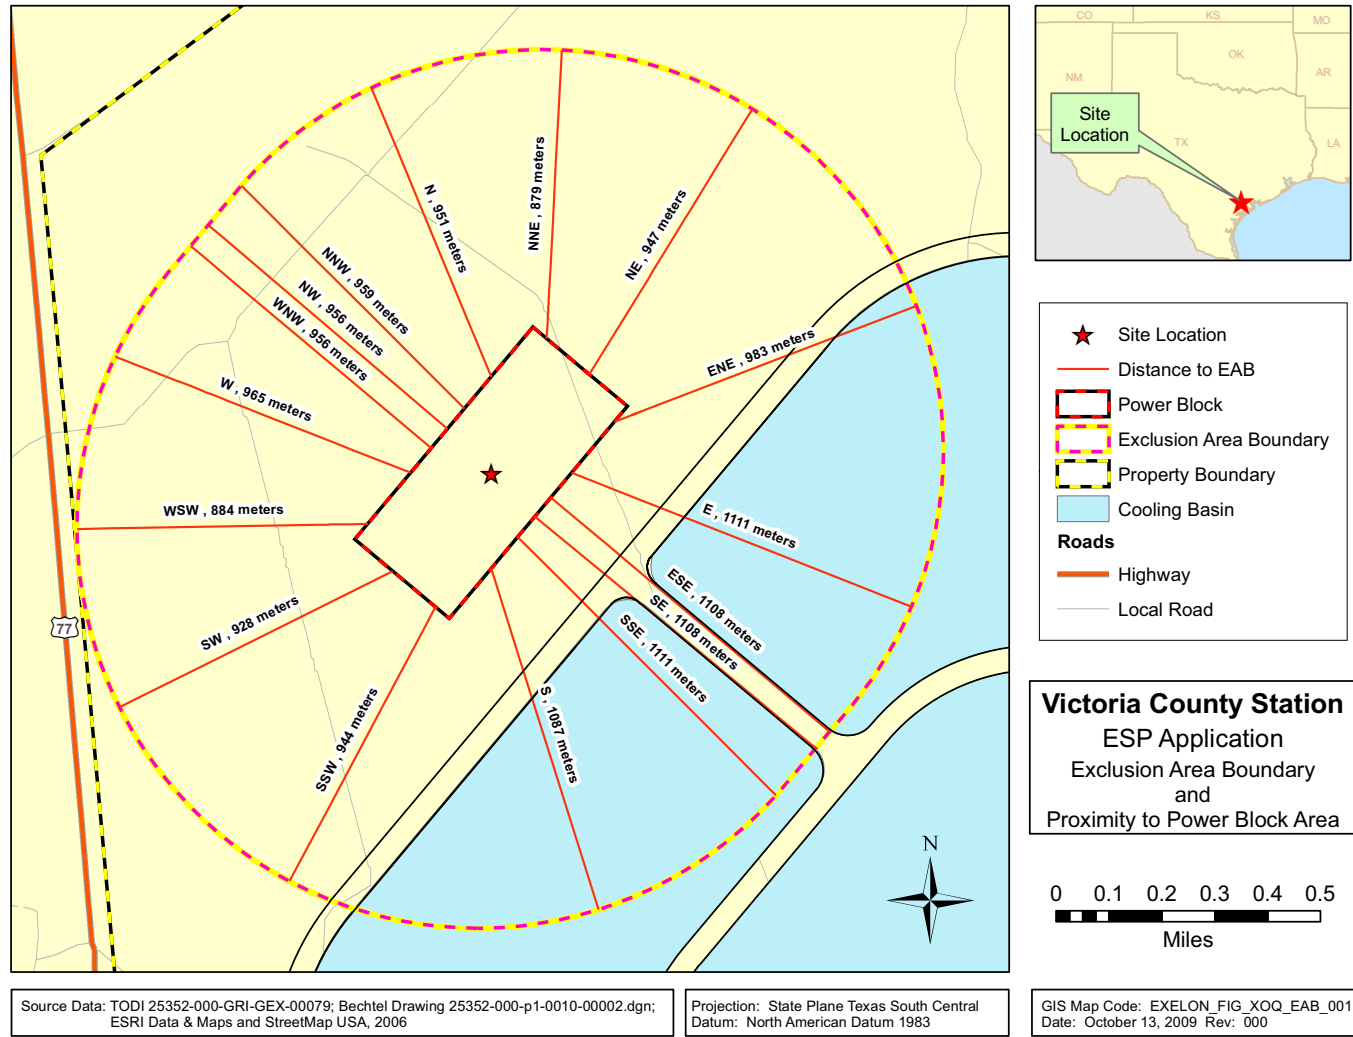 N , 951 meters
NNE , 879 meters
NE , 947 meters
NNW , 959 meters
NW , 956 meters
WNW , 956 meters
ENE , 983 meters
W , 965 meters
WSW , 884 meters
E , 1111 meters
ESE , 1108 meters
SE , 1108 meters
SSE , 1111 meters
SW , 928 meters
S , 1087 meters
SSW , 944 meters
77
N
CO
KS
MO
OK
NM
AR
Site
Location
TX
LA
Site Location
Distance to EAB
Power Block
Exclusion Area Boundary
Property Boundary
Cooling Basin
Roads
Highway
Local Road
Victoria County Station
ESP Application
Exclusion Area Boundary
and
Proximity to Power Block Area
0 0.1 0.2 0.3 0.4 0.5
Miles
Source Data: TODI 25352-000-GRI-GEX-00079; Bechtel Drawing 25352-000-p1-0010-00002.dgn;
ESRI Data & Maps and StreetMap USA, 2006
Projection: State Plane Texas South Central
Datum: North American Datum 1983
GIS Map Code: EXELON_FIG_XOQ_EAB_001
Date: October 13, 2009 Rev: 000